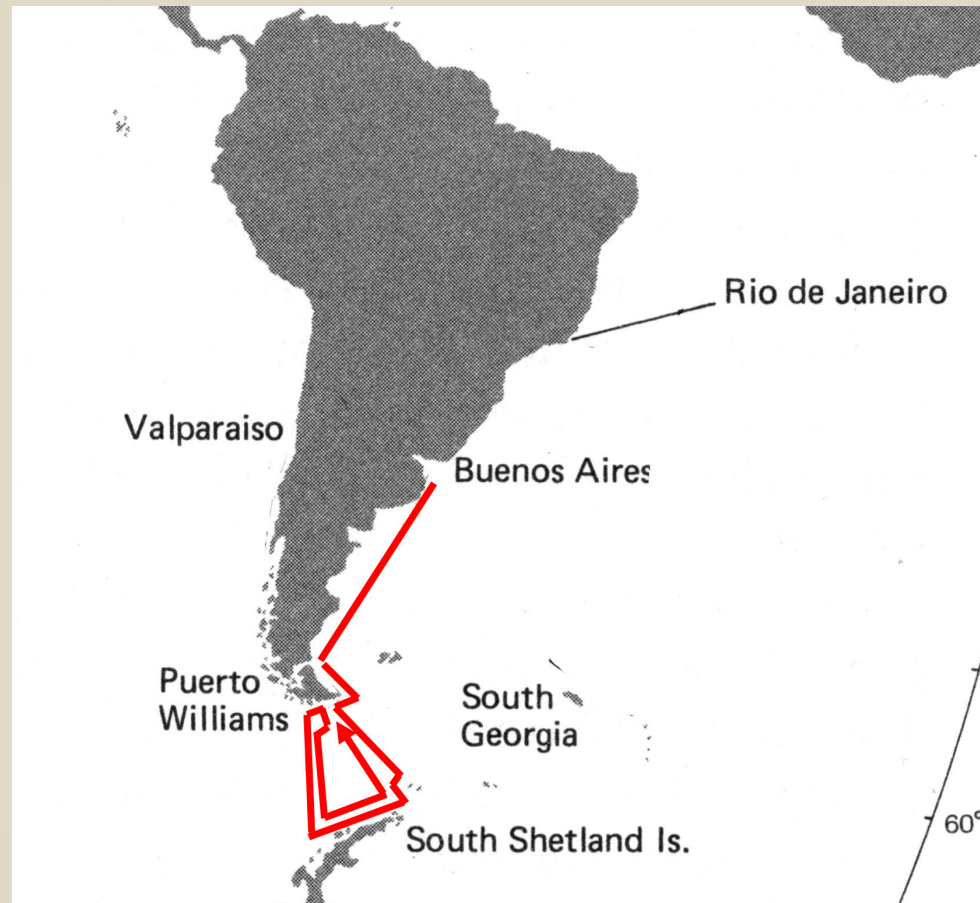 Rio de Janeiro
Valparaiso
Buenos Aires
Puerto
Williams
South
Georgia
South Shetland Is.
60°